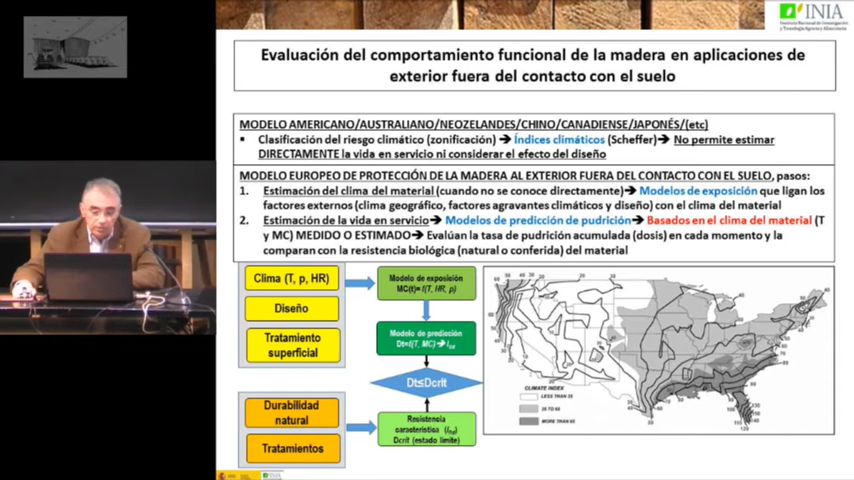 INIA
Instituto Nacional de Investigación
y Tecnología Agraria y Alimentaria
Evaluación del comportamiento funcional de la madera en aplicaciones de
exterior fuera del contacto con el suelo
MODELO AMERICANO/AUSTRALIANO/NEOZELANDES/CHINO/CANADIENSE/JAPONÉS/(etc)
▪ Clasificación del riesgo climático (zonificación) → Índices climáticos (Scheffer) → No permite estimar
DIRECTAMENTE la vida en servicio ni considerar el efecto del diseño
MODELO EUROPEO DE PROTECCIÓN DE LA MADERA AL EXTERIOR FUERA DEL CONTACTO CON EL SUELO, pasos:
1. Estimación del clima del material (cuando no se conoce directamente) → Modelos de exposición que ligan los
factores externos (clima geográfico, factores agravantes climáticos y diseño) con el clima del material
2. Estimación de la vida en servicio → Modelos de predicción de pudrición → Basados en el clima del material (T
y MC) MEDIDO O ESTIMADO → Evalúan la tasa de pudrición acumulada (dosis) en cada momento y la
comparan con la resistencia biológica (natural o conferida) del material
Clima (T, p, HR)
Diseño
Tratamiento
superficial
Durabilidad
natural
Tratamientos
Modelo de exposición
MC(t)= f(T, HR, p)
Modelo de predicción
Dt=f(T, MC) → Isd
Dt≤Dcrit
Resistencia
característica (Ird)
Dcrit (estado límite)
CLIMATE INDEX
LESS THAN 35
35 TO 65
MORE THAN 65
INIA